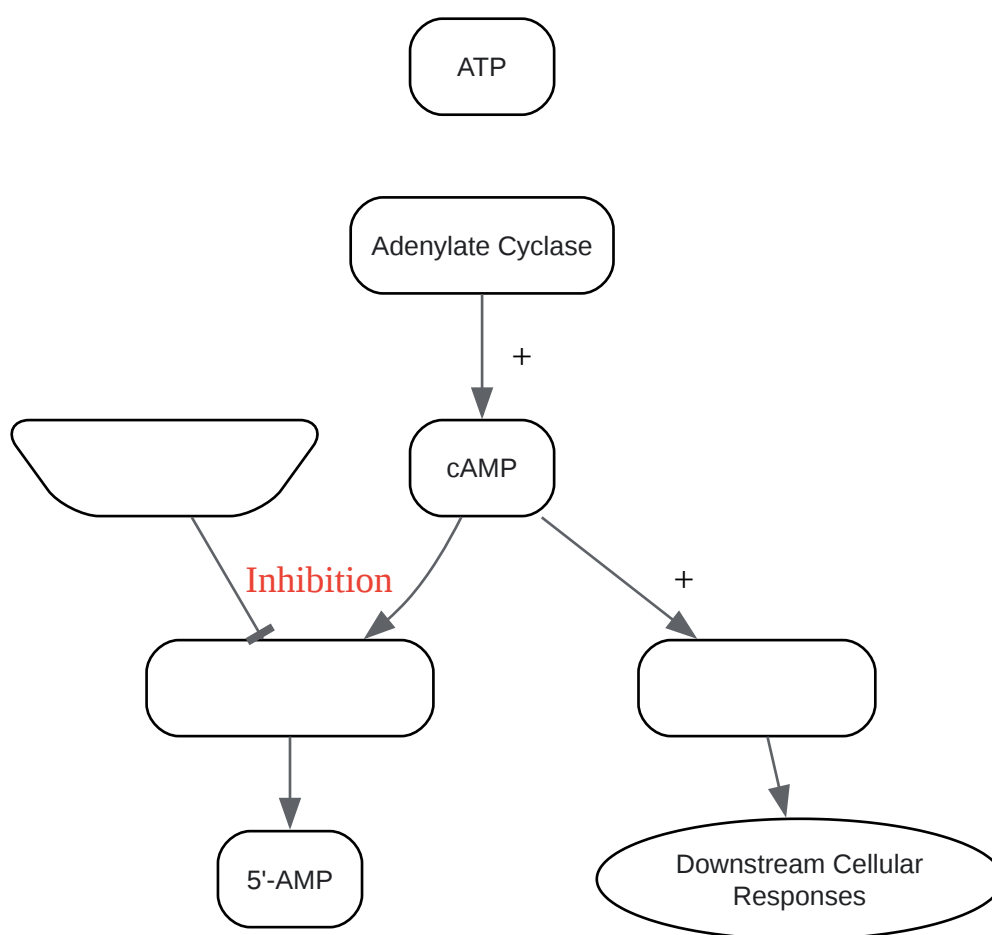 ATP
Adenylate Cyclase
+
cAMP
Inhibition
+
5'-AMP
Downstream Cellular
Responses